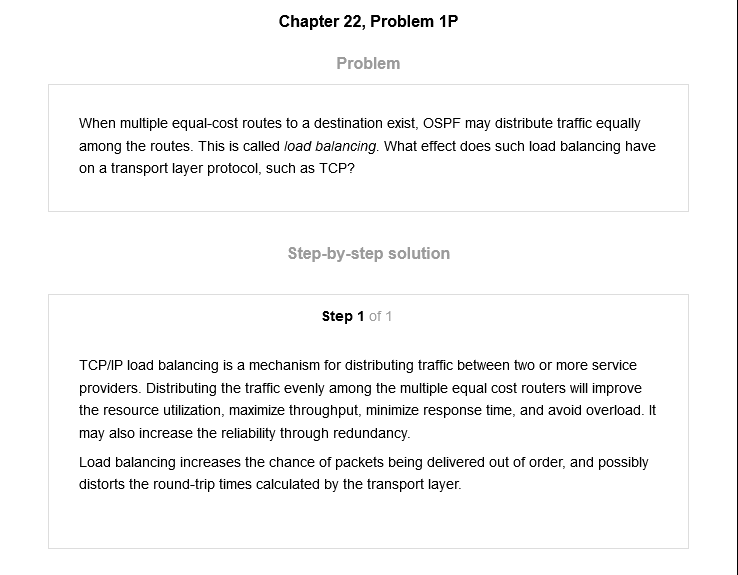 Chapter 22, Problem 1P
Problem
When multiple equal-cost routes to a destination exist, OSPF may distribute traffic equally
among the routes. This is called load balancing. What effect does such load balancing have
on a transport layer protocol, such as TCP?
Step-by-step solution
Step 1 of 1
TCP/IP load balancing is a mechanism for distributing traffic between two or more service
providers. Distributing the traffic evenly among the multiple equal cost routers will improve
the resource utilization, maximize throughput, minimize response time, and avoid overload. It
may also increase the reliability through redundancy.
Load balancing increases the chance of packets being delivered out of order, and possibly
distorts the round-trip times calculated by the transport layer.